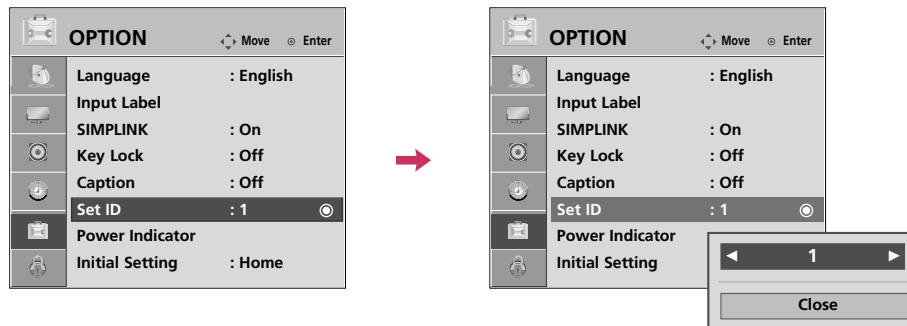 OPTION Move Enter
Language : English
Input Label
SIMPLINK : On
Key Lock : Off
Caption : Off
Set ID : 1
Power Indicator
Initial Setting : Home
OPTION Move Enter
Language : English
Input Label
SIMPLINK : On
Key Lock : Off
Caption : Off
Set ID : 1
Power Indicator
Initial Setting
◄ 1 ►
Close